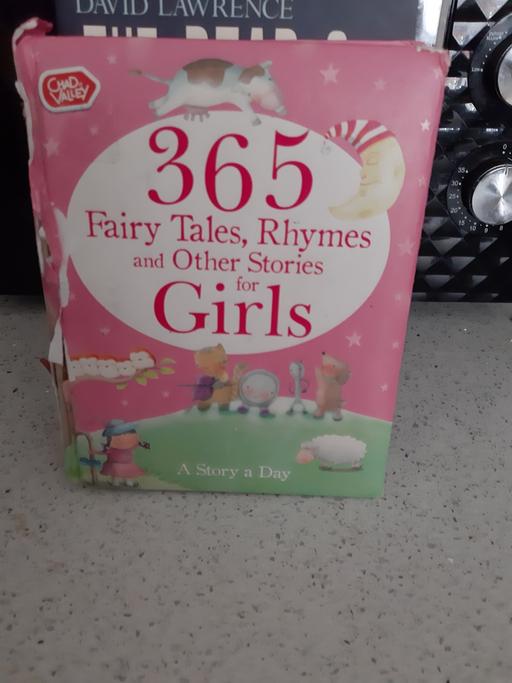 DAVID LAWRENCE
CHAD
VALLEY
365
Fairy Tales, Rhymes
and Other Stories
for
Girls
A Story a Day